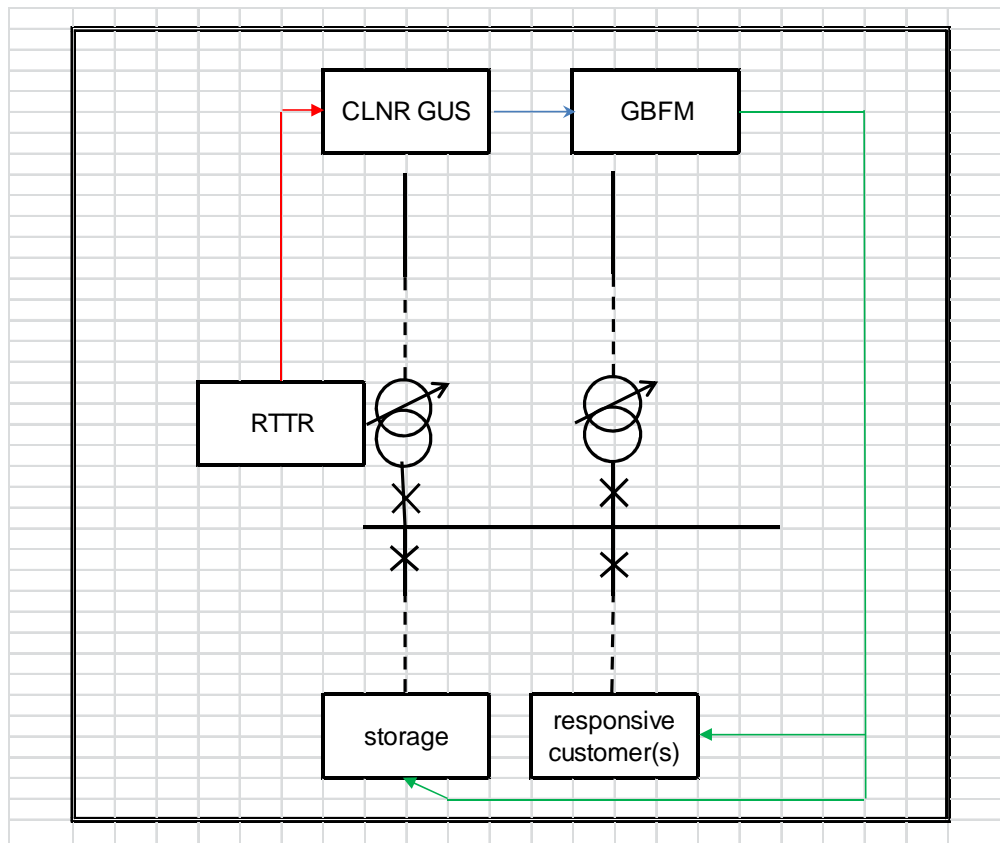 CLNR GUS
GBFM
RTTR
storage
responsive
customer(s)